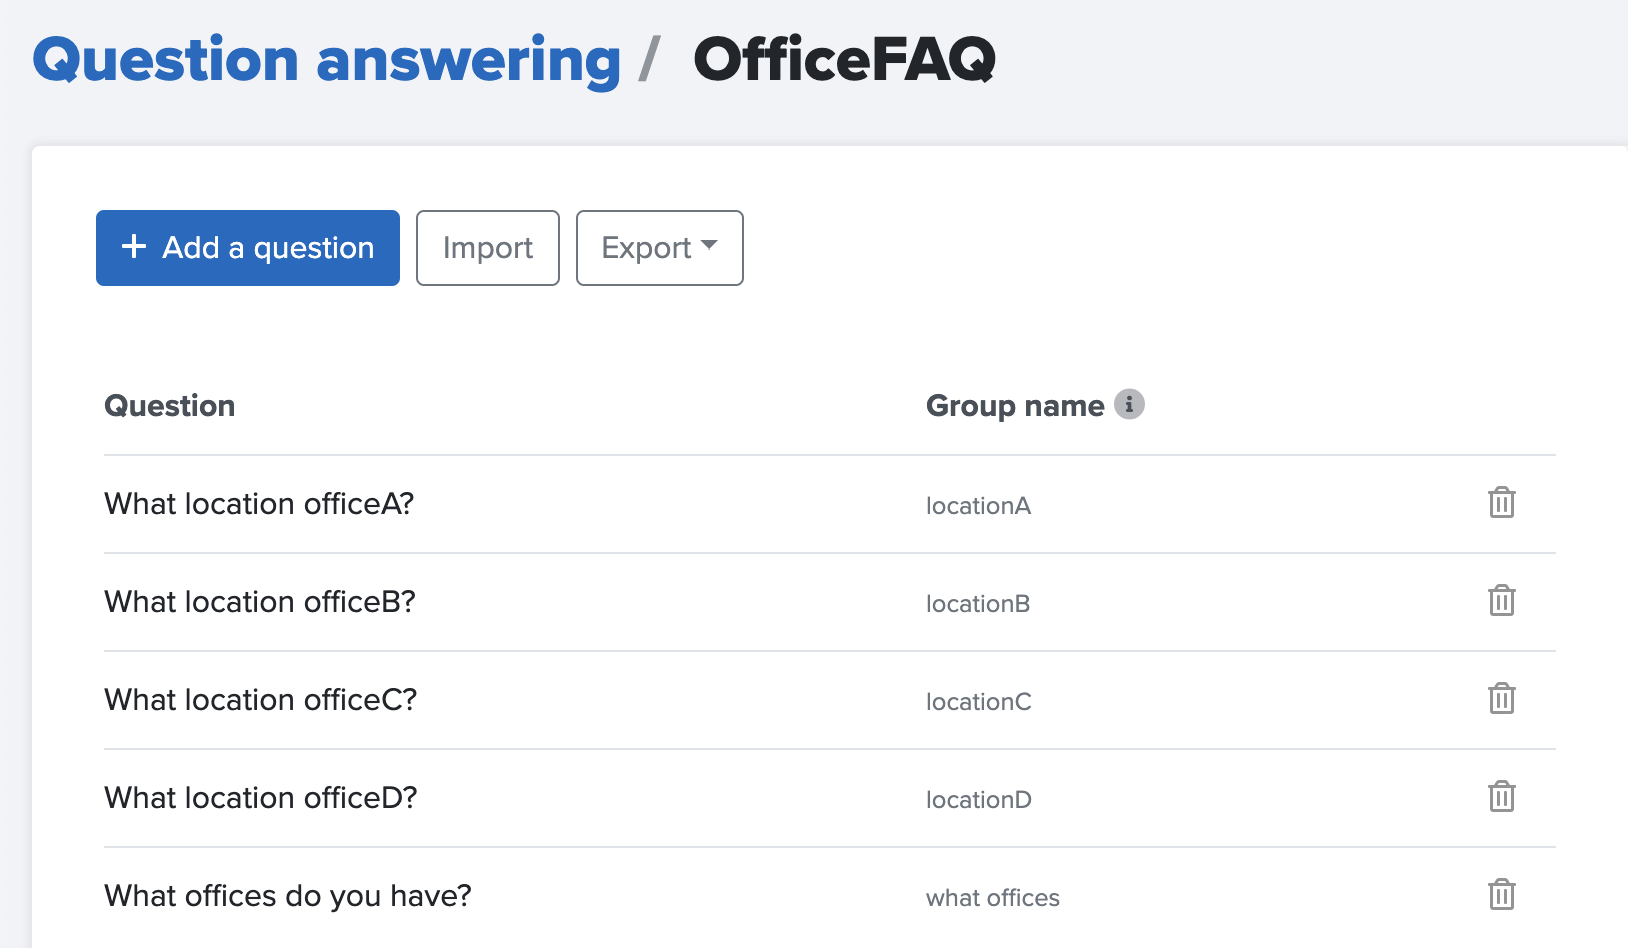 Question answering / OfficeFAQ
+ Add a question Import Export
Question Group name i
What location officeA? locationA
What location officeB? locationB
What location officeC? locationC
What location officeD? locationD
What offices do you have? what offices